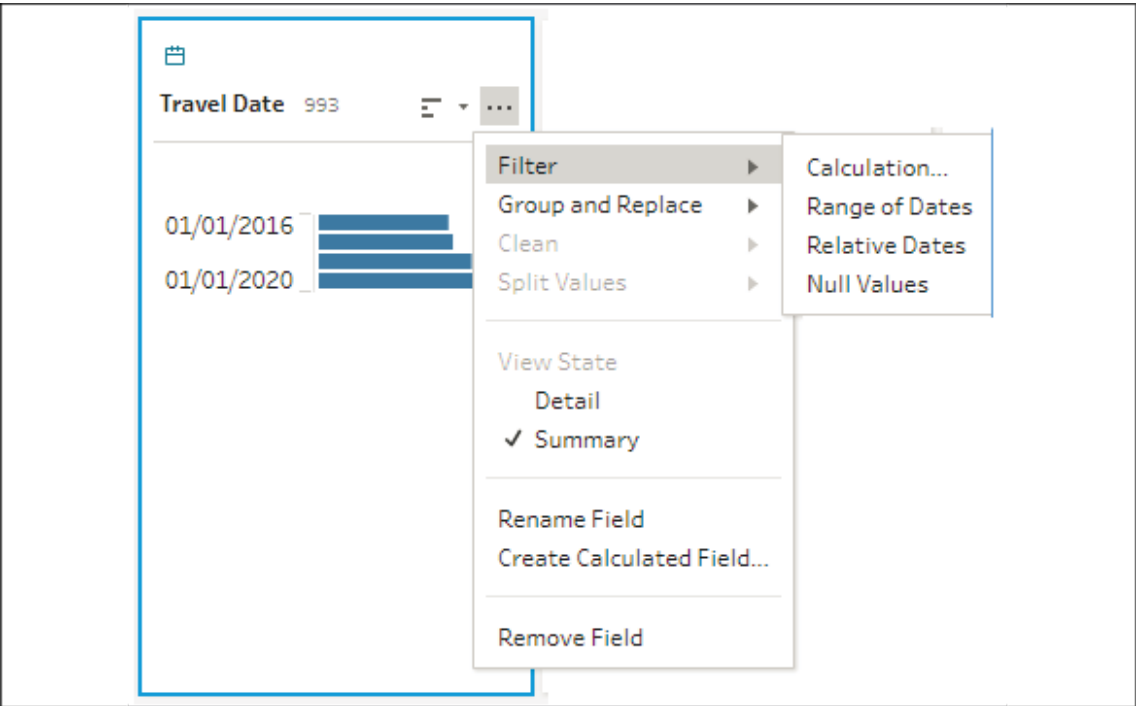 Travel Date 993
01/01/2016
01/01/2020
Filter
Group and Replace
Clean
Split Values
View State
Detail
Summary
Rename Field
Create Calculated Field...
Remove Field
Calculation...
Range of Dates
Relative Dates
Null Values